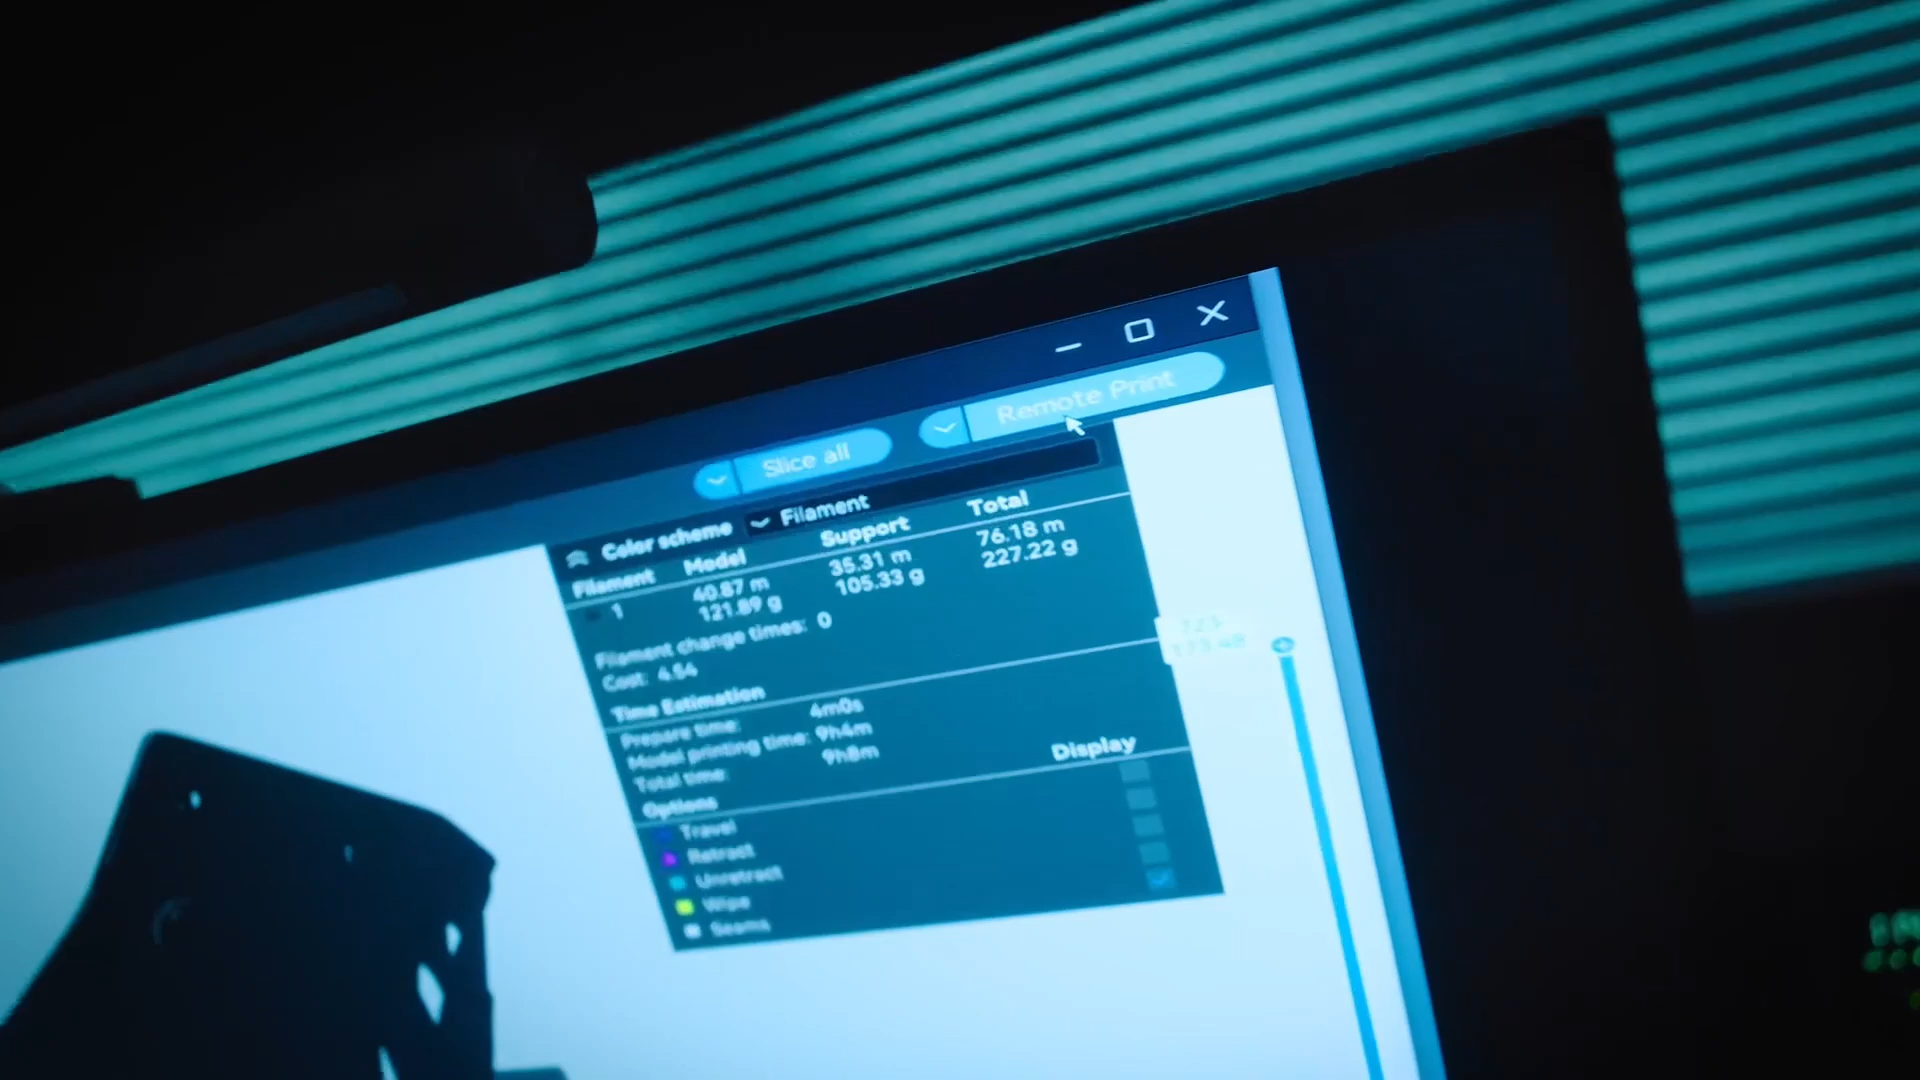 Remote Print
Slice all
Color scheme Filament
Filament Model Support Total
1 40.87 m 35.31 m 76.18 m
121.89 g 105.33 g 227.22 g
Filament change times: 0
Cost: 4.54
Time Estimation
Prepare time: 4m0s
Model printing time: 9h4m
Total time: 9h8m
Options Display
Travel
Retract
Unretract
Wipe
Seams